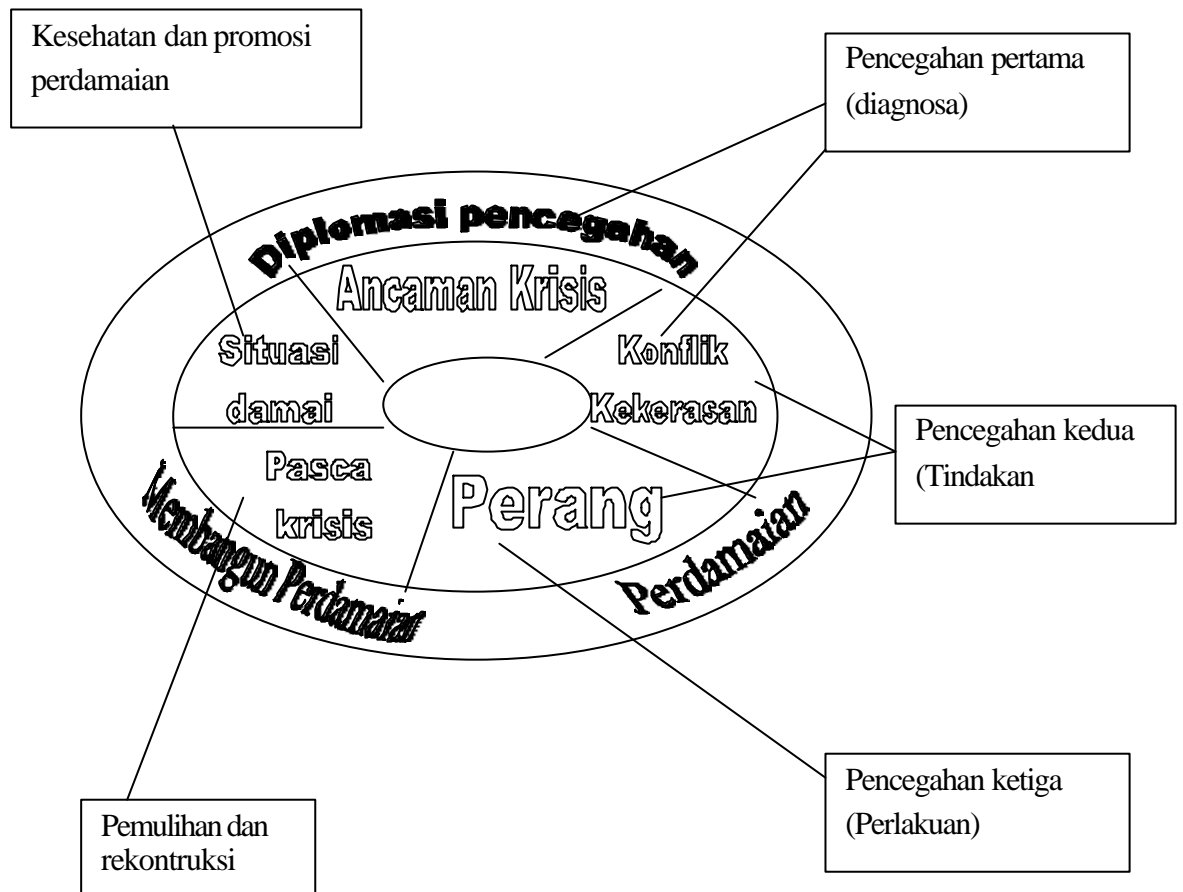 Kesehatan dan promosi
perdamaian
Pencegahan pertama
(diagnosa)
Diplomasi pencegahan
Ancaman Krisis
Situasi
damai
Konflik
Kekerasan
Pencegahan kedua
(Tindakan
Pasca
krisis
Perang
Membangun Perdamaian
Perdamaian
Pencegahan ketiga
(Perlakuan)
Pemulihan dan
rekontruksi